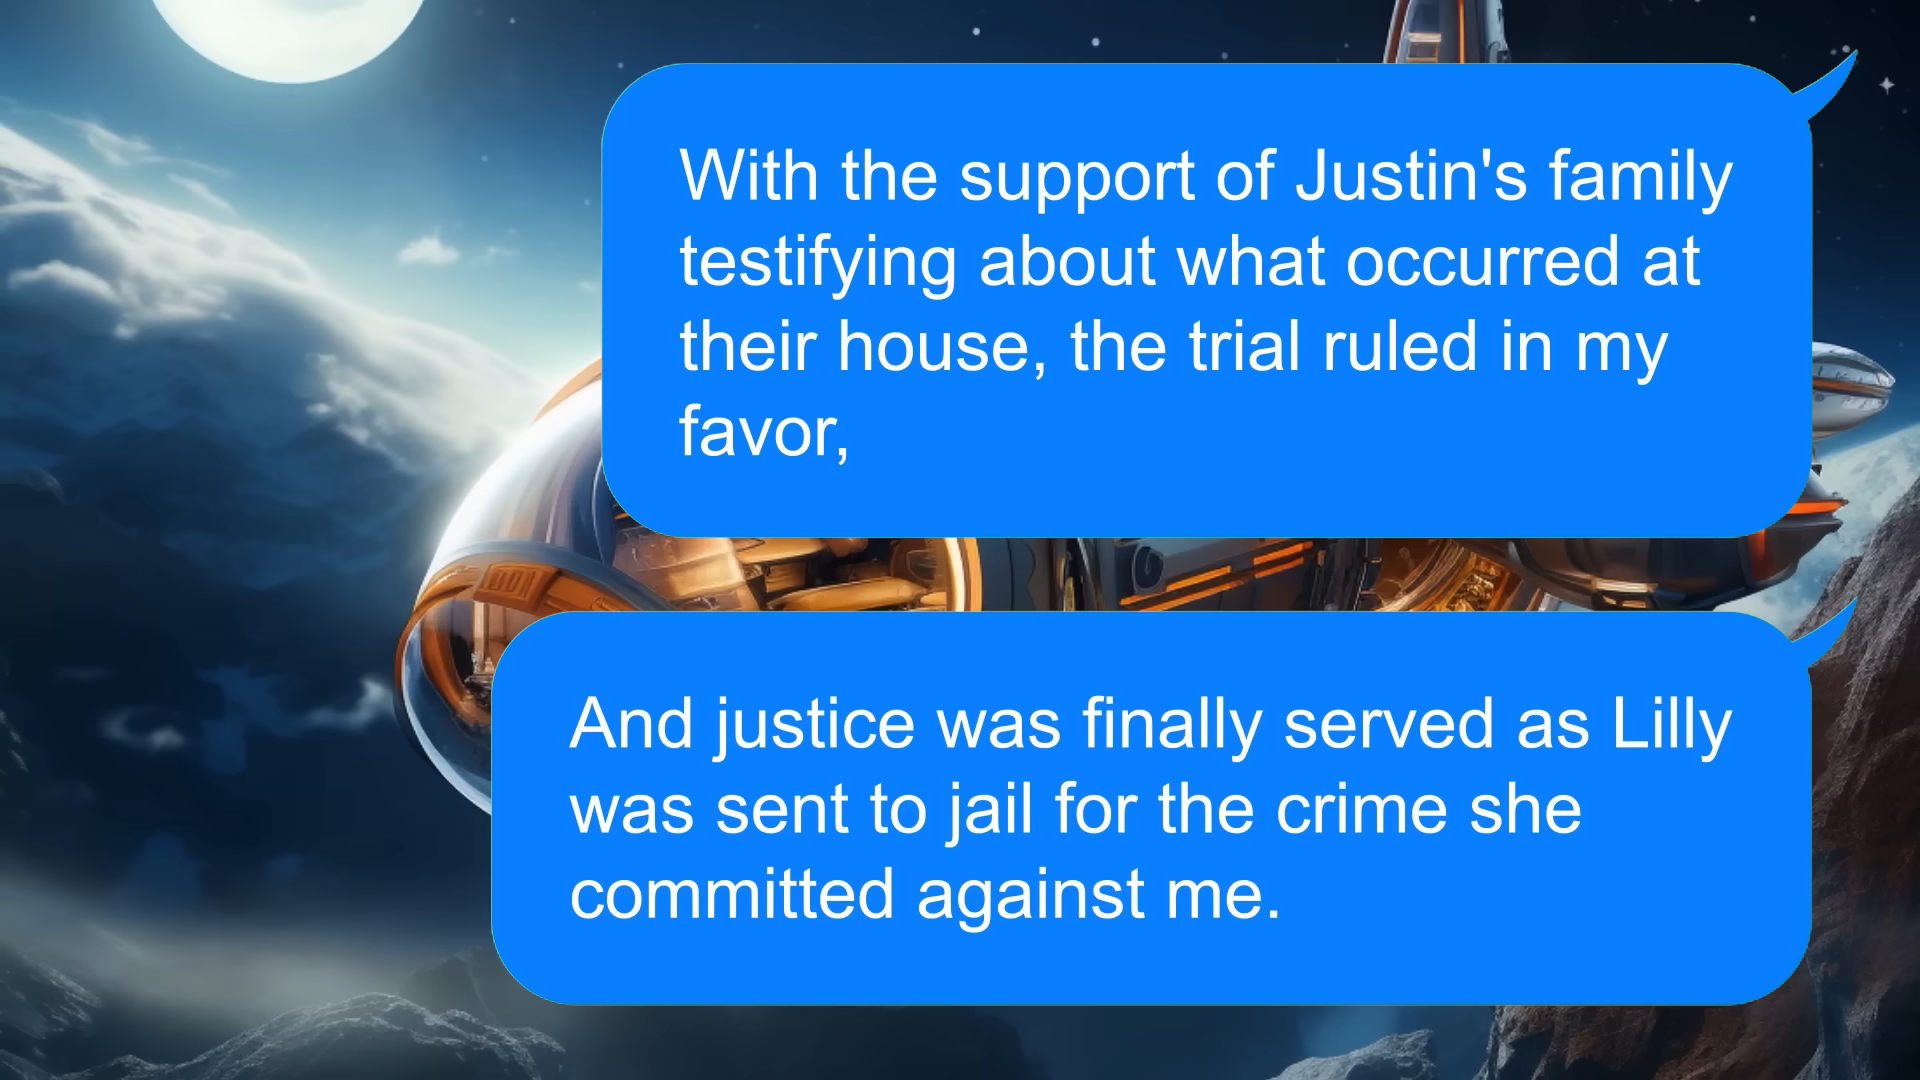 With the support of Justin's family
testifying about what occurred at
their house, the trial ruled in my
favor,
And justice was finally served as Lilly
was sent to jail for the crime she
committed against me.